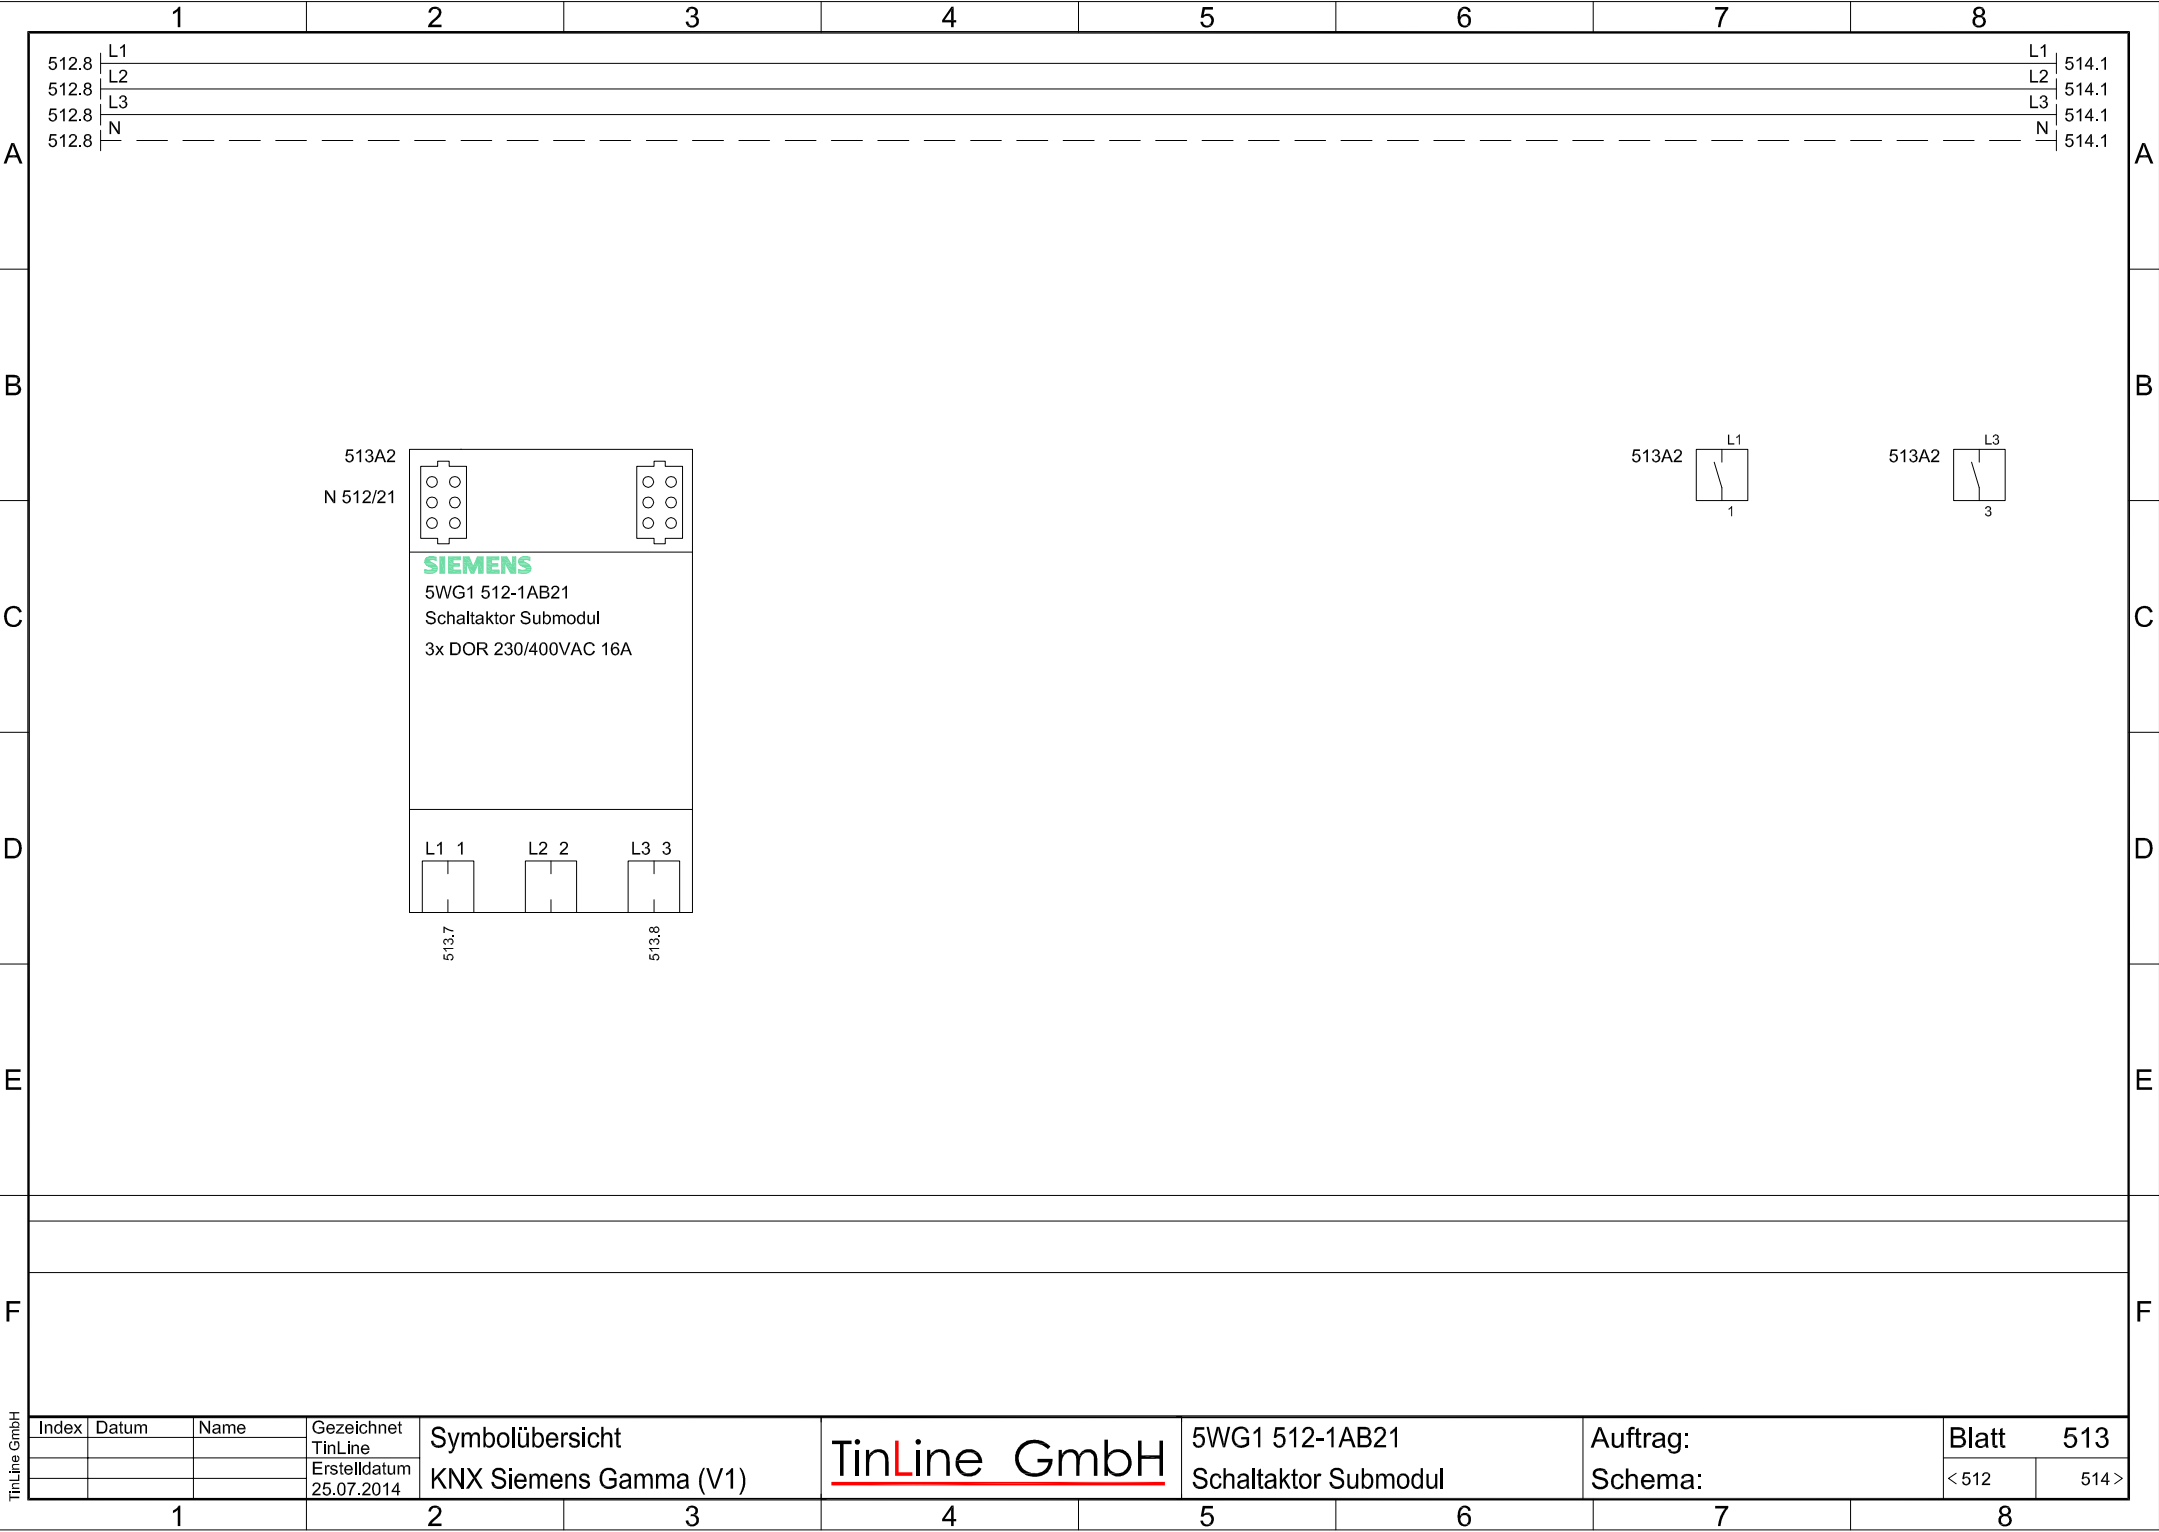 1 2 3 4 5 6 7 8
L1 L1
512.8 514.1
L2 L2
512.8 514.1
L3 L3
512.8 514.1
N N
512.8 514.1
A A
B B
L1 L3
513A2 513A2 513A2
N 512/21
1 3
SIEMENS
5WG1 512-1AB21
Schaltaktor Submodul
C C
3x DOR 230/400VAC 16A
L1 1 L2 2 L3 3
D D
513.7 513.8
E E
F F
TinLine GmbH
Index Datum Name Gezeichnet
TinLine
Erstelldatum
25.07.2014
Symbolübersicht
KNX Siemens Gamma (V1)
TinLine GmbH
5WG1 512-1AB21
Schaltaktor Submodul
Auftrag:
Schema:
Blatt 513
< 512 514 >
1 2 3 4 5 6 7 8